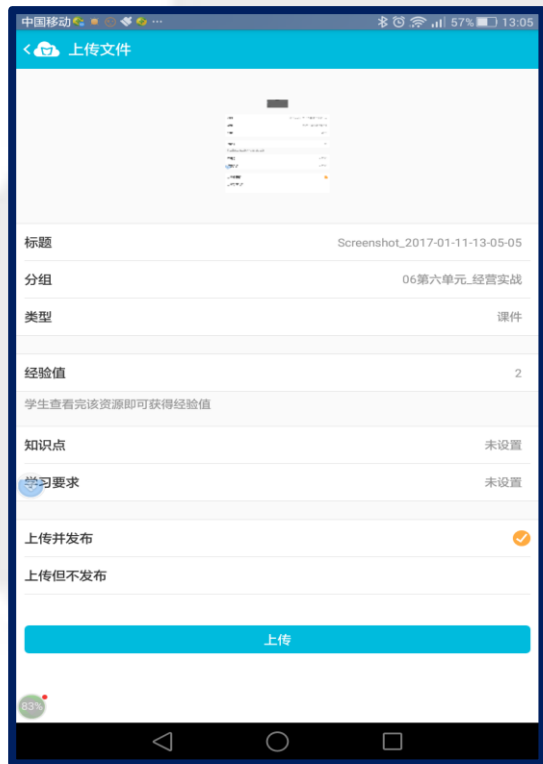 中国移动 ··· 57% 13:05
上传文件
标题 Screenshot_2017-01-11-13-05-05
分组 06第六单元_经营实战
类型 课件
经验值 2
学生查看完该资源即可获得经验值
知识点 未设置
学习要求 未设置
上传并发布
上传但不发布
上传
83%